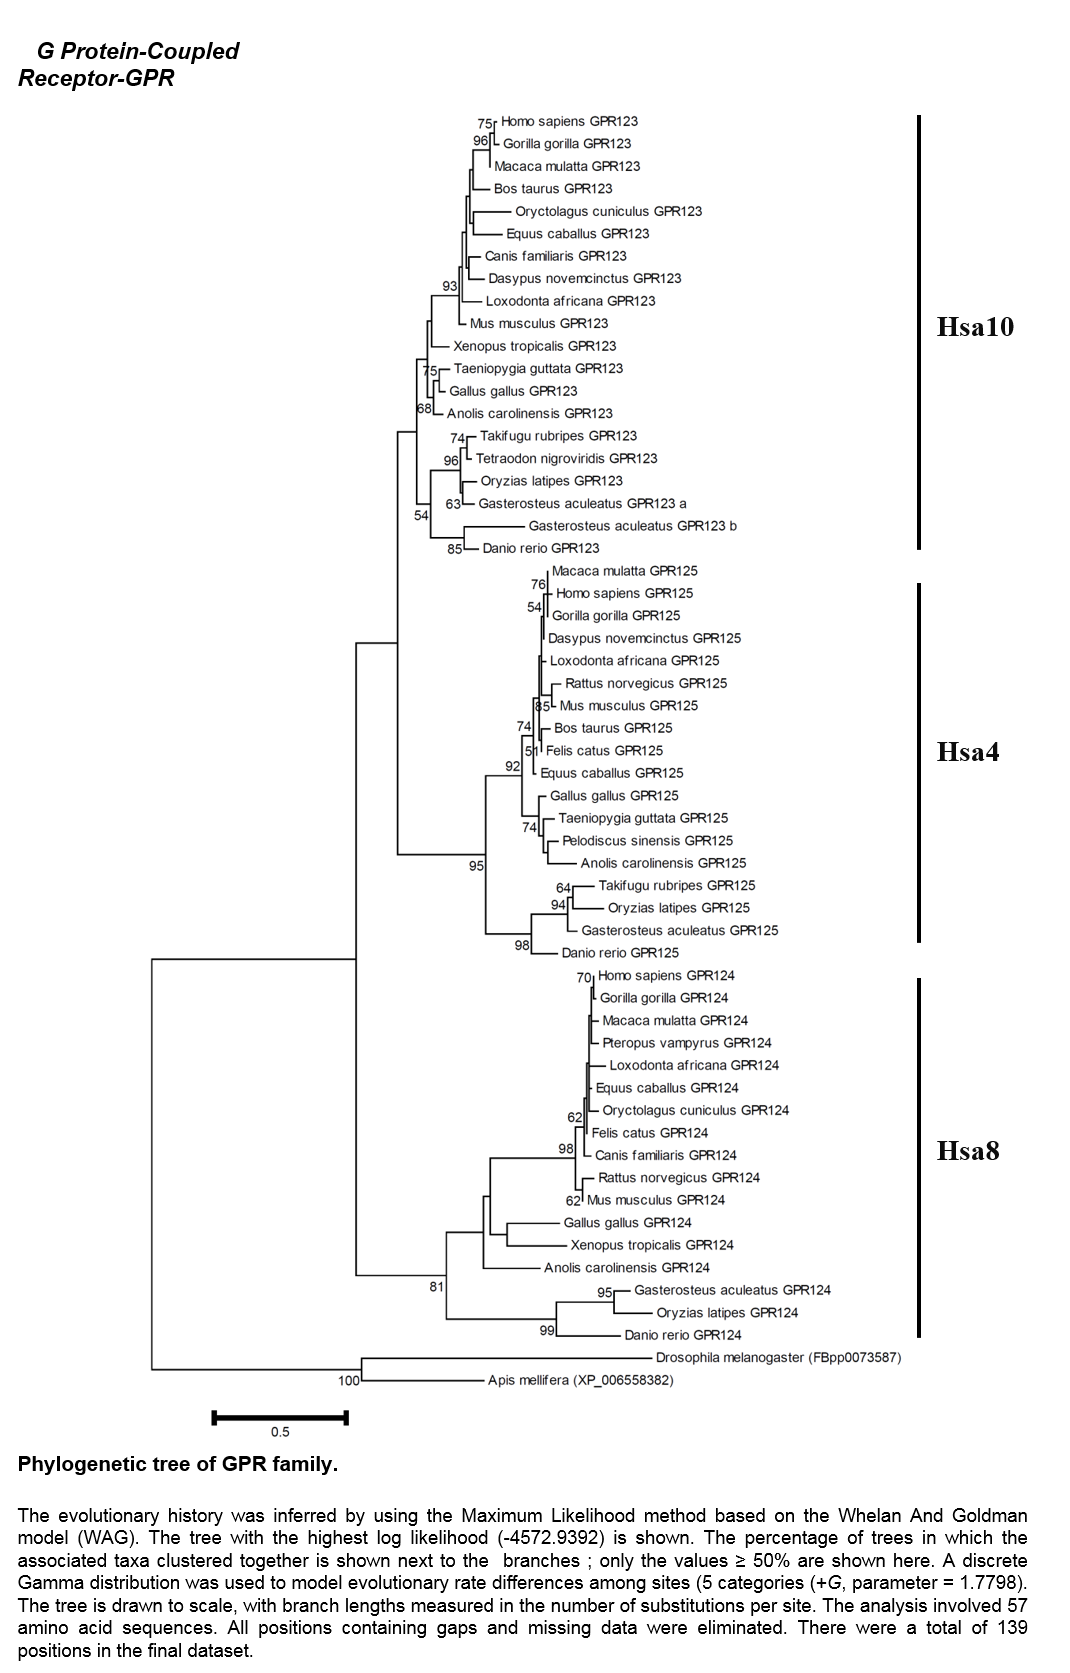 G Protein-Coupled
Receptor-GPR
75
Homo sapiens GPR123
96
Gorilla gorilla GPR123
Macaca mulatta GPR123
Bos taurus GPR123
Oryctolagus cuniculus GPR123
Equus caballus GPR123
Canis familiaris GPR123
Dasypus novemcinctus GPR123
93
Loxodonta africana GPR123
Mus musculus GPR123
Hsa10
Xenopus tropicalis GPR123
75
Taeniopygia guttata GPR123
Gallus gallus GPR123
68
Anolis carolinensis GPR123
74
Takifugu rubripes GPR123
96
Tetraodon nigroviridis GPR123
Oryzias latipes GPR123
63
Gasterosteus aculeatus GPR123 a
54
Gasterosteus aculeatus GPR123 b
85
Danio rerio GPR123
Macaca mulatta GPR125
76
Homo sapiens GPR125
54
Gorilla gorilla GPR125
Dasypus novemcinctus GPR125
Loxodonta africana GPR125
Rattus norvegicus GPR125
85
Mus musculus GPR125
74
Bos taurus GPR125
51
Felis catus GPR125
Hsa4
92
Equus caballus GPR125
Gallus gallus GPR125
74
Taeniopygia guttata GPR125
Pelodiscus sinensis GPR125
95
Anolis carolinensis GPR125
64
Takifugu rubripes GPR125
94
Oryzias latipes GPR125
Gasterosteus aculeatus GPR125
98
Danio rerio GPR125
70
Homo sapiens GPR124
Gorilla gorilla GPR124
Macaca mulatta GPR124
Pteropus vampyrus GPR124
Loxodonta africana GPR124
Equus caballus GPR124
Oryctolagus cuniculus GPR124
62
Felis catus GPR124
98
Canis familiaris GPR124
Hsa8
Rattus norvegicus GPR124
62
Mus musculus GPR124
Gallus gallus GPR124
Xenopus tropicalis GPR124
Anolis carolinensis GPR124
81
95
Gasterosteus aculeatus GPR124
Oryzias latipes GPR124
99
Danio rerio GPR124
Drosophila melanogaster (FBpp0073587)
100
Apis mellifera (XP_006558382)
0.5
Phylogenetic tree of GPR family.
The evolutionary history was inferred by using the Maximum Likelihood method based on the Whelan And Goldman
model (WAG). The tree with the highest log likelihood (-4572.9392) is shown. The percentage of trees in which the
associated taxa clustered together is shown next to the branches ; only the values ≥ 50% are shown here. A discrete
Gamma distribution was used to model evolutionary rate differences among sites (5 categories (+G, parameter = 1.7798).
The tree is drawn to scale, with branch lengths measured in the number of substitutions per site. The analysis involved 57
amino acid sequences. All positions containing gaps and missing data were eliminated. There were a total of 139
positions in the final dataset.